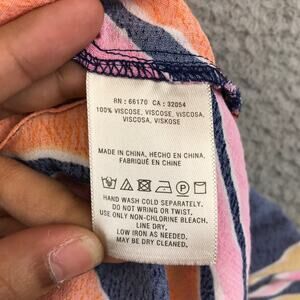 RN : 66170 CA : 32054
100% VISCOSE, VISCOSE, VISCOSA,
VISCOSA, VISKOSE
MADE IN CHINA, HECHO EN CHINA,
FABRIQUÉ EN CHINE
HAND WASH COLD SEPARATELY.
DO NOT WRING OR TWIST.
USE ONLY NON-CHLORINE BLEACH.
LINE DRY.
LOW IRON AS NEEDED.
MAY BE DRY CLEANED.